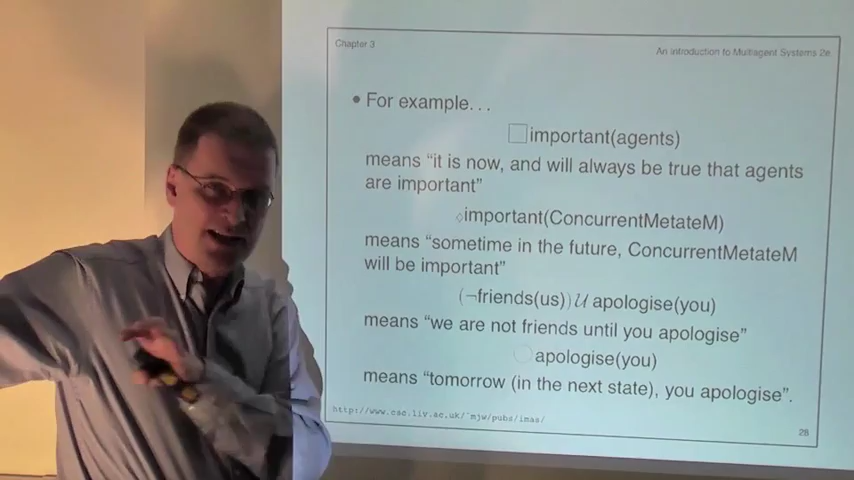 Chapter 3
An Introduction to Multiagent Systems 2e
• For example...
□important(agents)
means “it is now, and will always be true that agents
are important”
◇important(ConcurrentMetateM)
means “sometime in the future, ConcurrentMetateM
will be important”
(¬friends(us)) U apologise(you)
means “we are not friends until you apologise”
○apologise(you)
means “tomorrow (in the next state), you apologise”.
http://www.csc.liv.ac.uk/~mjw/pubs/imas/
28